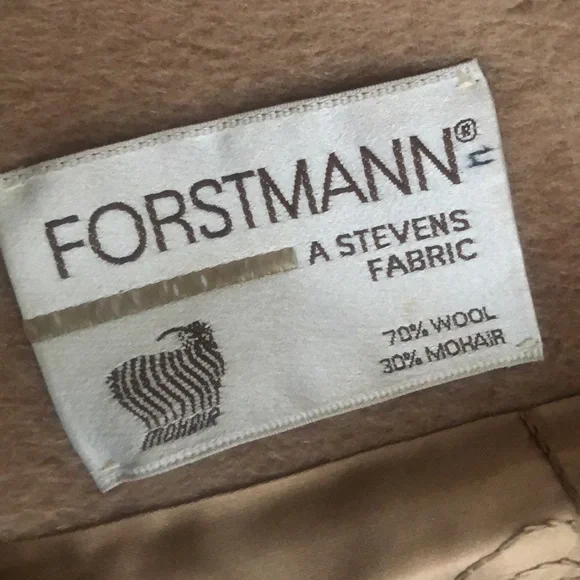 FORSTMANN®
A STEVENS
FABRIC
70% WOOL
30% MOHAIR
mohair